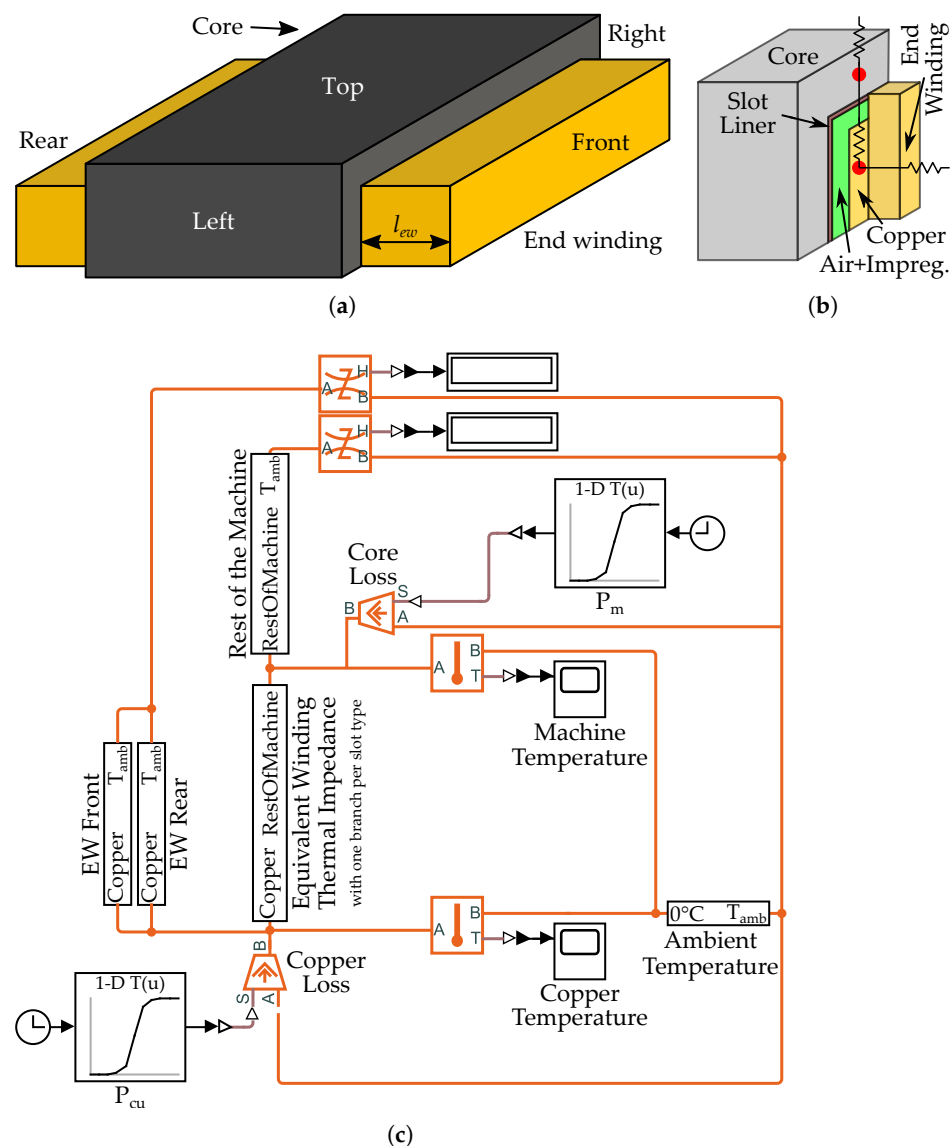 Core
Right
Top
Rear
Front
Left
l_ew
End winding
(a)
Core
End
Winding
Slot
Liner
Copper
Air+Impreg.
(b)
A
H
B
A
H
B
Rest of the Machine
RestOfMachine T_amb
1-D T(u)
P_m
Core
Loss
B
S
A
A
B
T
Machine
Temperature
EW Front
Copper T_amb
Copper T_amb
EW Rear
Copper RestOfMachine
Equivalent Winding
Thermal Impedance
with one branch per slot type
A
B
T
Copper
Temperature
0°C T_amb
Ambient
Temperature
B
S
A
Copper
Loss
1-D T(u)
P_cu
(c)